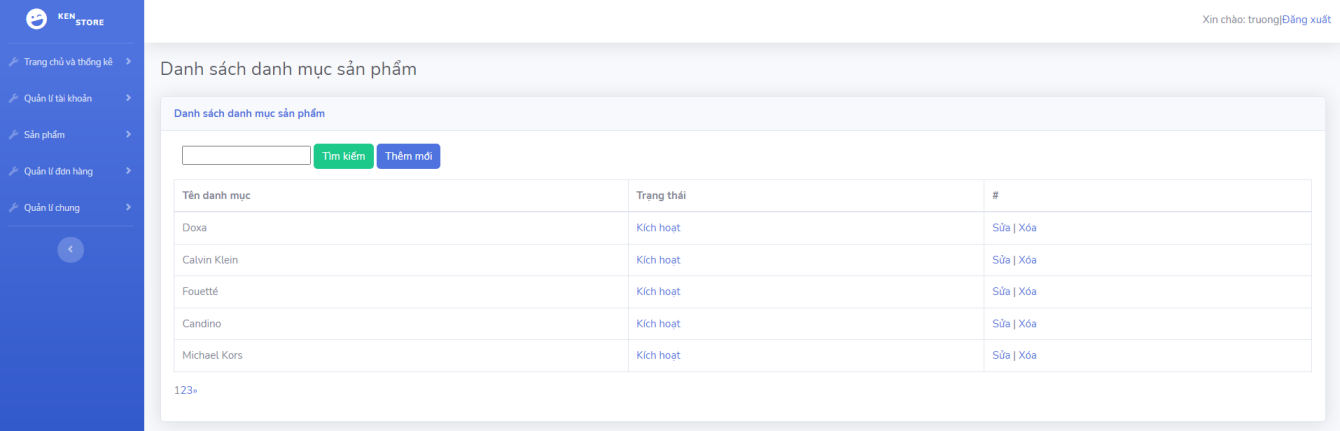 KEN STORE
Xin chào: truong|Đăng xuất
Trang chủ và thống kê
Quản lí tài khoản
Sản phẩm
Quản lí đơn hàng
Quản lí chung
Danh sách danh mục sản phẩm
Danh sách danh mục sản phẩm
Tìm kiếm Thêm mới
Tên danh mục Trạng thái #
Doxa Kích hoạt Sửa | Xóa
Calvin Klein Kích hoạt Sửa | Xóa
Fouetté Kích hoạt Sửa | Xóa
Candino Kích hoạt Sửa | Xóa
Michael Kors Kích hoạt Sửa | Xóa
123»